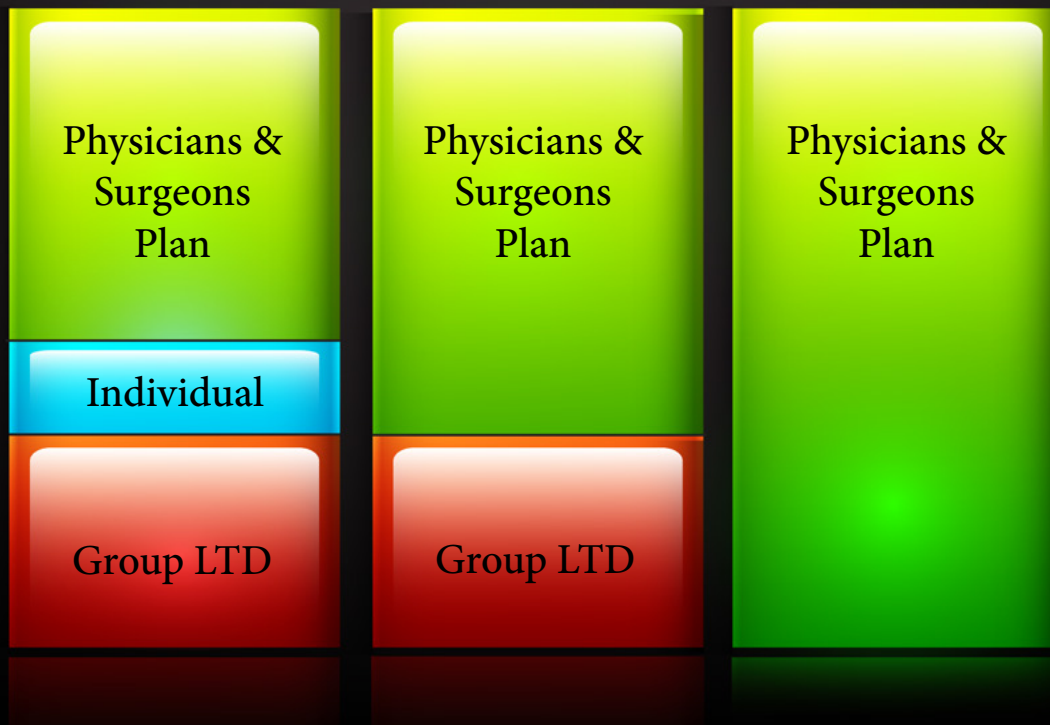 Physicians &
Surgeons
Plan
Individual
Group LTD
Physicians &
Surgeons
Plan
Group LTD
Physicians &
Surgeons
Plan